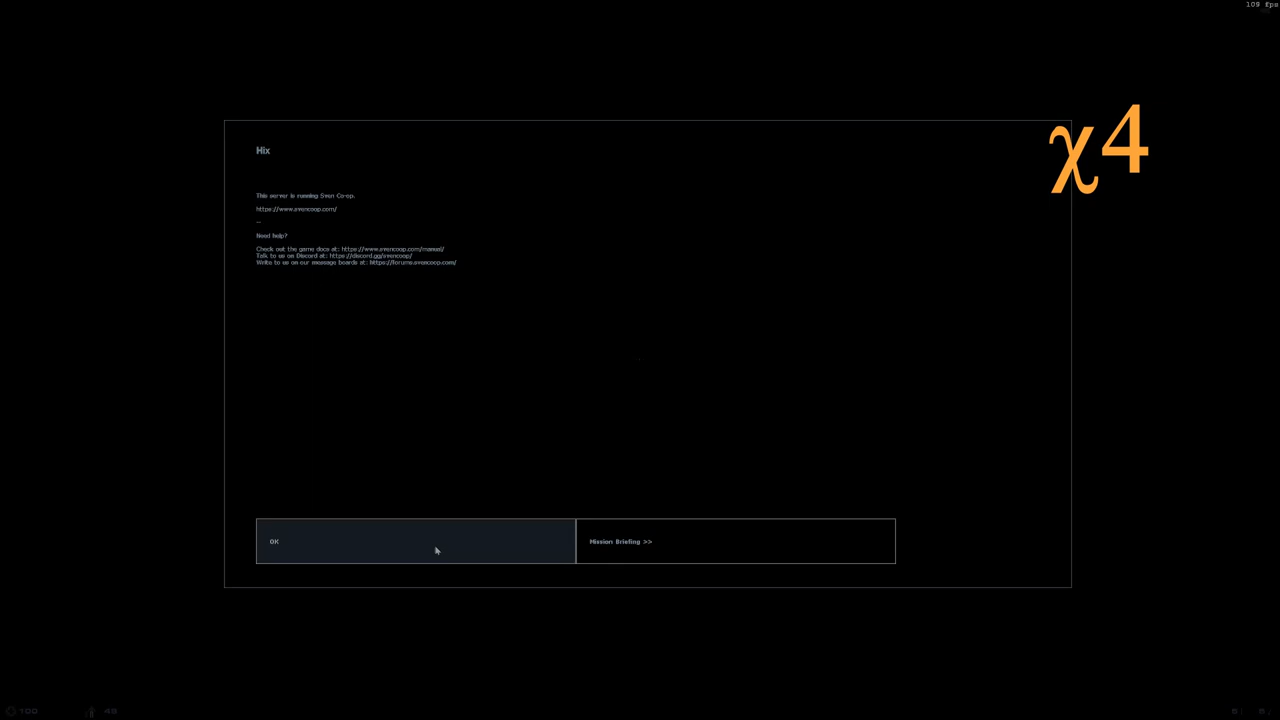 109 fps
χ4
Hix
This server is running Sven Co-op.
https://www.svencoop.com/
--
Need help?
Check out the game docs at: https://www.svencoop.com/manual/
Talk to us on Discord at: https://discord.gg/svencoop/
Write to us on our message boards at: https://forums.svencoop.com/
OK
Mission Briefing >>
100